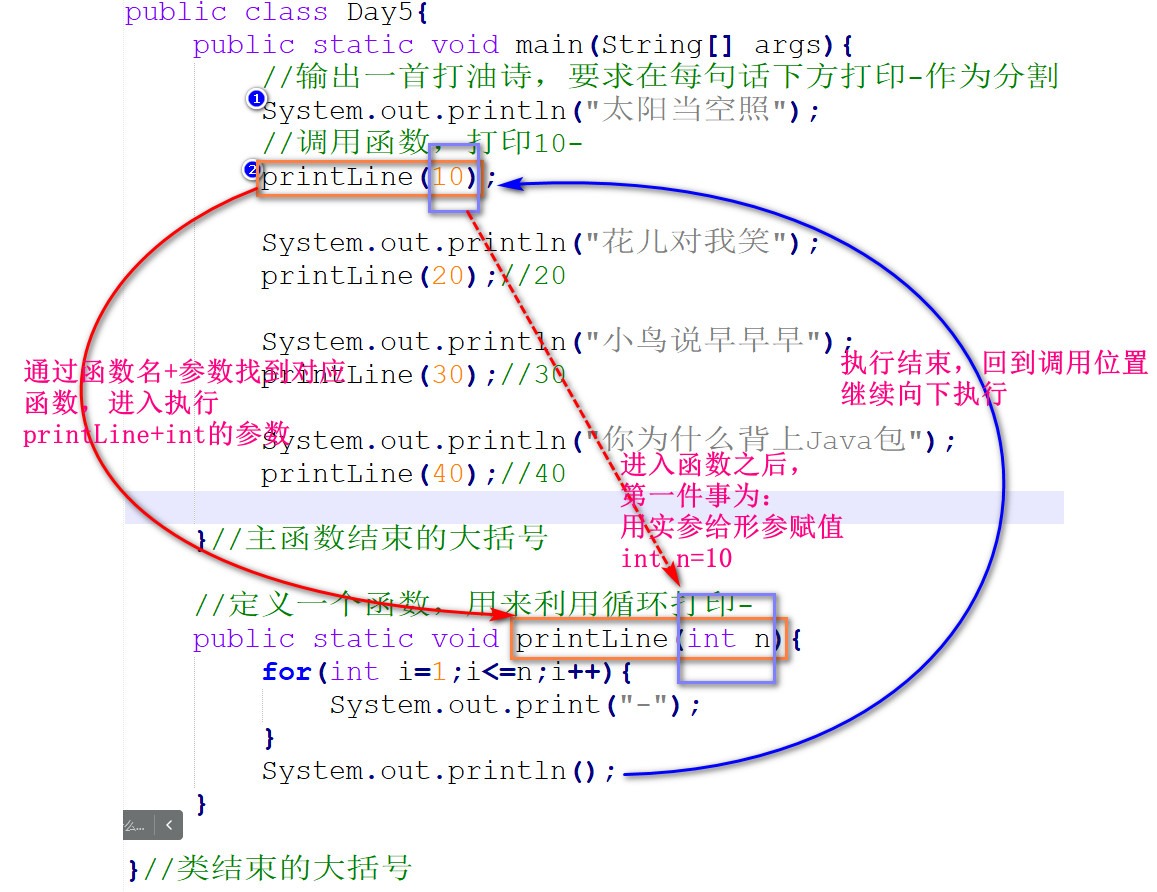 public class Day5{
public static void main(String[] args){
//输出一首打油诗，要求在每句话下方打印-作为分割
1
System.out.println("太阳当空照");
//调用函数，打印10-
2
printLine(10);
System.out.println("花儿对我笑");
printLine(20);//20
System.out.println("小鸟说早早早");
printLine(30);//30
通过函数名+参数找到对应
函数，进入执行
printLine+int的参数
执行结束，回到调用位置
继续向下执行
System.out.println("你为什么背上Java包");
printLine(40);//40
进入函数之后，
第一件事为：
用实参给形参赋值
int n=10
}//主函数结束的大括号
//定义一个函数，用来利用循环打印-
public static void printLine(int n){
for(int i=1;i<=n;i++){
System.out.print("-");
}
System.out.println();
}
么... <
}//类结束的大括号